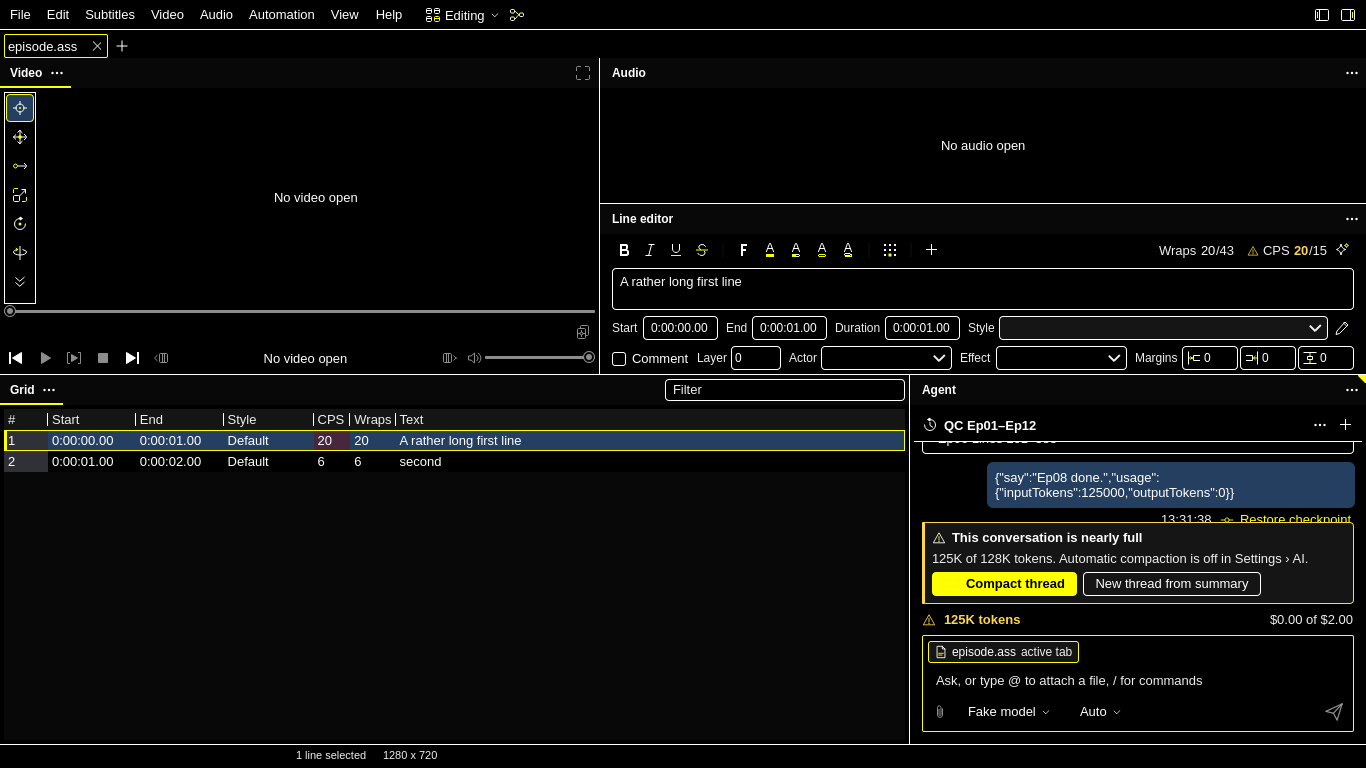 File Edit Subtitles Video Audio Automation View Help Editing
episode.ass
Video
No video open
No video open
Audio
No audio open
Line editor
B I U S F A A A A Wraps 20/43 CPS 20/15
A rather long first line
Start 0:00:00.00 End 0:00:01.00 Duration 0:00:01.00 Style
Comment Layer 0 Actor Effect Margins 0 0 0
Grid Filter
# Start End Style CPS Wraps Text
1 0:00:00.00 0:00:01.00 Default 20 20 A rather long first line
2 0:00:01.00 0:00:02.00 Default 6 6 second
Agent
QC Ep01–Ep12
{"say":"Ep08 done.","usage":
{"inputTokens":125000,"outputTokens":0}}
13:31:38 Restore checkpoint
This conversation is nearly full
125K of 128K tokens. Automatic compaction is off in Settings › AI.
Compact thread New thread from summary
125K tokens $0.00 of $2.00
episode.ass active tab
Ask, or type @ to attach a file, / for commands
Fake model Auto
1 line selected 1280 x 720